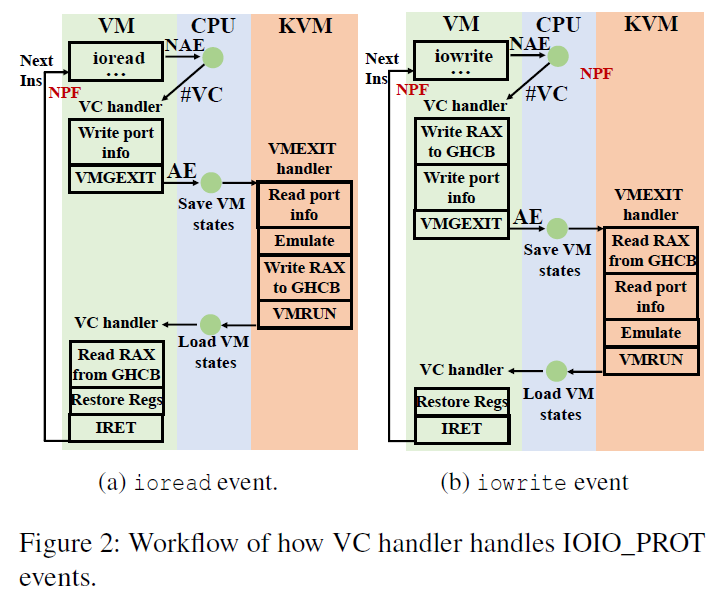 VM CPU KVM
ioread
...
NAE
Next
Ins
NPF
#VC
VC handler
Write port
info
VMGEXIT
AE
Save VM
states
VMEXIT
handler
Read port
info
Emulate
Write RAX
to GHCB
VMRUN
Load VM
states
VC handler
Read RAX
from GHCB
Restore Regs
IRET
(a) ioread event.
VM CPU KVM
iowrite
...
NAE
NPF
Next
Ins
NPF
#VC
VC handler
Write RAX
to GHCB
Write port
info
VMGEXIT
AE
Save VM
states
VMEXIT
handler
Read RAX
from GHCB
Read port
info
Emulate
VMRUN
Load VM
states
VC handler
Restore Regs
IRET
(b) iowrite event
Figure 2: Workflow of how VC handler handles IOIO_PROT
events.